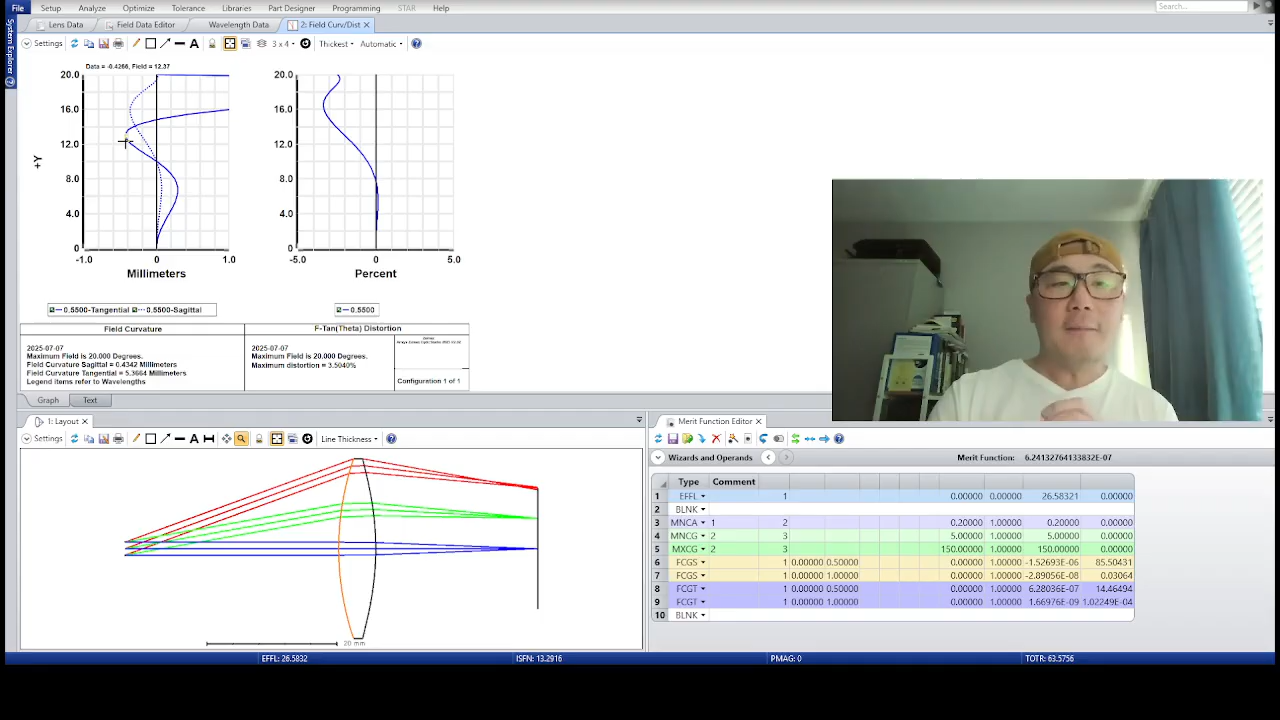 File Setup Analyze Optimize Tolerance Libraries Part Designer Programming STAR Help
Search...
Lens Data Field Data Editor Wavelength Data 2: Field Curv/Dist
System Explorer
Settings 3 x 4 Thickest Automatic
Data = -0.4266, Field = 12.37
20.0
16.0
12.0
8.0
4.0
0
+Y
-1.0 0 1.0
Millimeters
20.0
16.0
12.0
8.0
4.0
0
-5.0 0 5.0
Percent
0.5500-Tangential 0.5500-Sagittal
0.5500
Field Curvature
2025-07-07
Maximum Field is 20.000 Degrees.
Field Curvature Sagittal = 0.4342 Millimeters
Field Curvature Tangential = 5.3664 Millimeters
Legend items refer to Wavelengths
F-Tan(Theta) Distortion
2025-07-07
Maximum Field is 20.000 Degrees.
Maximum distortion = 3.5040%
Configuration 1 of 1
Graph Text
1: Layout
Settings Line Thickness
20 mm
Merit Function Editor
Wizards and Operands Merit Function: 6.24132764133832E-07
Type Comment
1 EFFL 1 0.00000 0.00000 26.58321 0.00000
2 BLNK
3 MNCA 1 2 0.20000 1.00000 0.20000 0.00000
4 MNCG 2 3 5.00000 1.00000 5.00000 0.00000
5 MXCG 2 3 150.00000 1.00000 150.00000 0.00000
6 FCGS 1 0.00000 0.50000 0.00000 1.00000 -1.52693E-06 85.50431
7 FCGS 1 0.00000 1.00000 0.00000 1.00000 -2.89056E-08 0.03064
8 FCGT 1 0.00000 0.50000 0.00000 1.00000 6.28036E-07 14.46494
9 FCGT 1 0.00000 1.00000 0.00000 1.00000 1.66976E-09 1.02249E-04
10 BLNK
EFFL: 26.5832 ISFN: 13.2916 PMAG: 0 TOTR: 63.5756